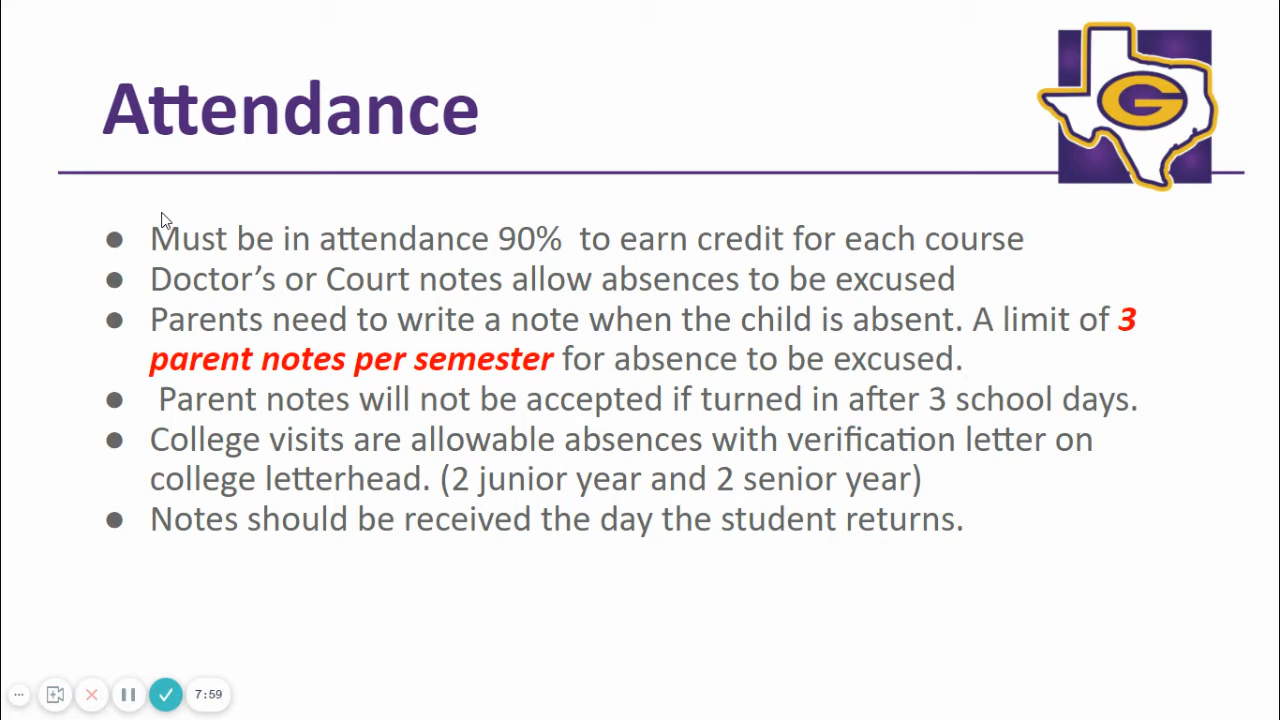 Attendance
G
● Must be in attendance 90%  to earn credit for each course
● Doctor’s or Court notes allow absences to be excused
● Parents need to write a note when the child is absent. A limit of 3
parent notes per semester for absence to be excused.
●  Parent notes will not be accepted if turned in after 3 school days.
● College visits are allowable absences with verification letter on
college letterhead. (2 junior year and 2 senior year)
● Notes should be received the day the student returns.
7:59